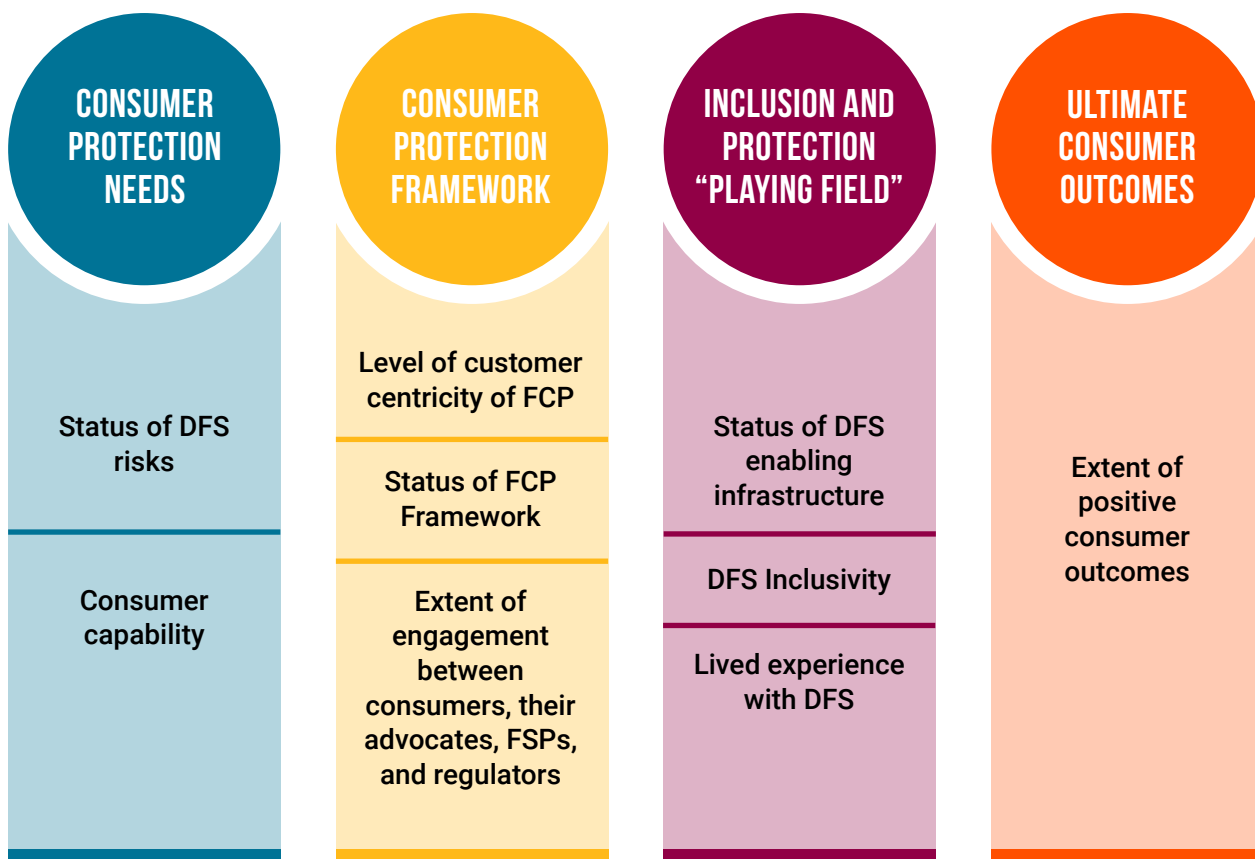 CONSUMER
PROTECTION
NEEDS
Status of DFS
risks
Consumer
capability
CONSUMER
PROTECTION
FRAMEWORK
Level of customer
centricity of FCP
Status of FCP
Framework
Extent of
engagement
between
consumers, their
advocates, FSPs,
and regulators
INCLUSION AND
PROTECTION
“PLAYING FIELD”
Status of DFS
enabling
infrastructure
DFS Inclusivity
Lived experience
with DFS
ULTIMATE
CONSUMER
OUTCOMES
Extent of
positive
consumer
outcomes